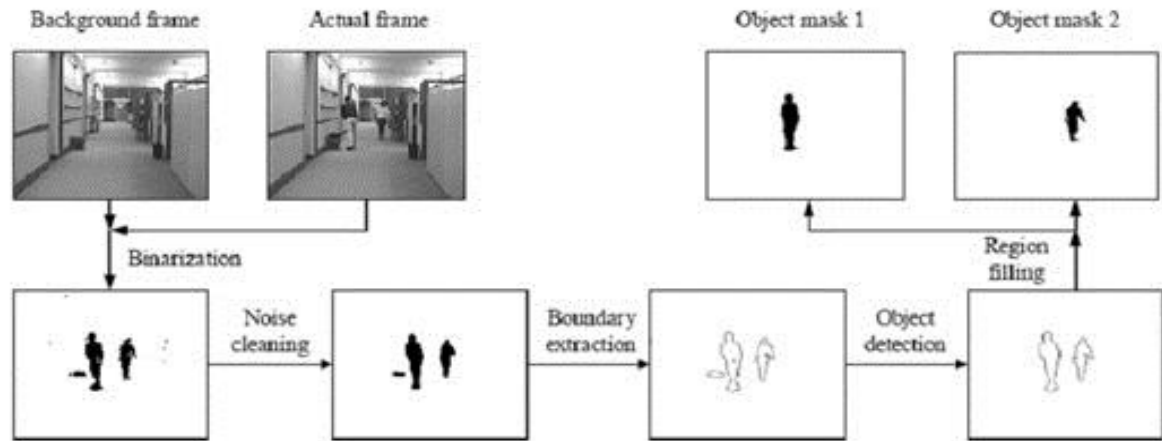 Background frame
Actual frame
Object mask 1
Object mask 2
Binarization
Region
filling
Noise
cleaning
Boundary
extraction
Object
detection